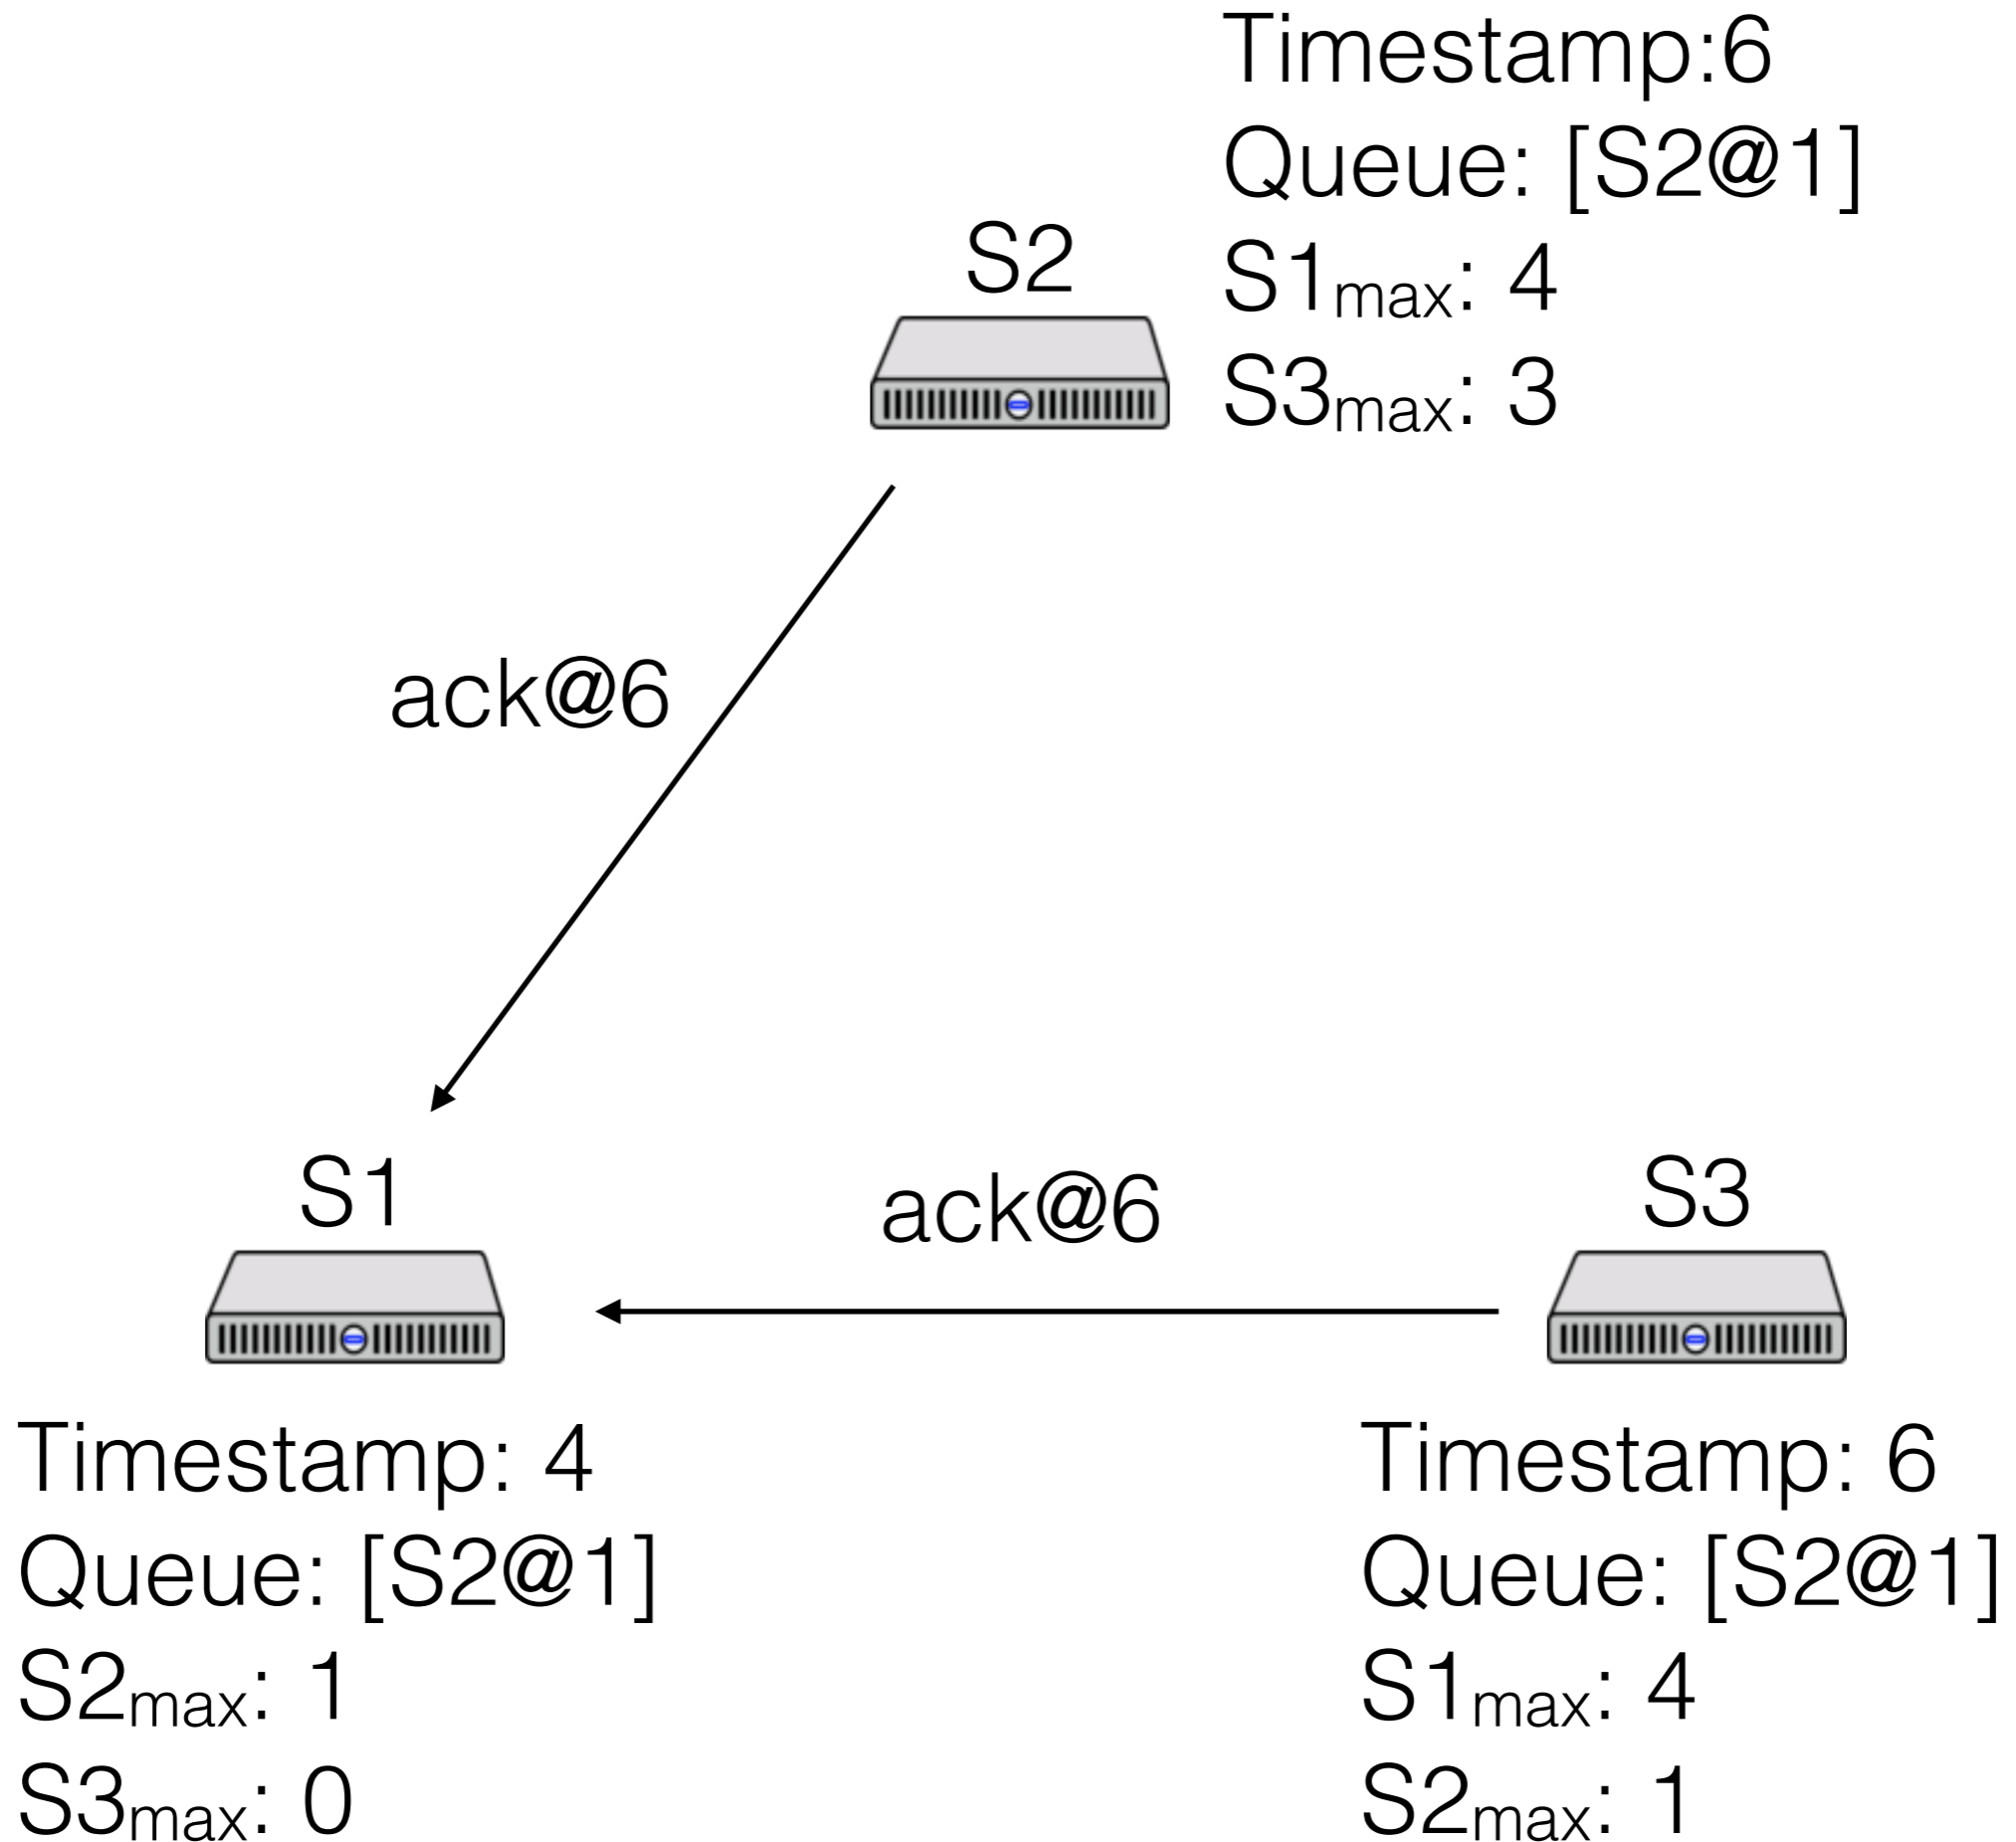 Timestamp:6
Queue: [S2@1]
S1max: 4
S3max: 3
S2
ack@6
S1
ack@6
S3
Timestamp: 4
Queue: [S2@1]
S2max: 1
S3max: 0
Timestamp: 6
Queue: [S2@1]
S1max: 4
S2max: 1